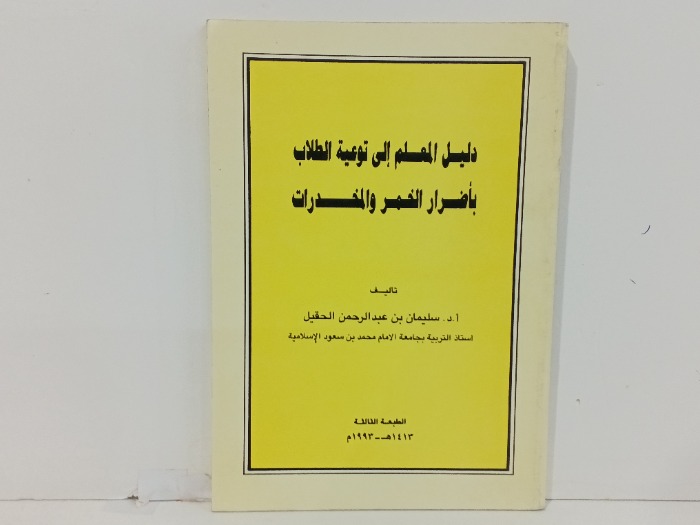 دليل المعلم إلى توعية الطلاب
بأضرار الخمر والمخدرات
تأليف
أ.د. سليمان بن عبدالرحمن الحقيل
استاذ التربية بجامعة الامام محمد بن سعود الإسلامية
الطبعة الثالثة
١٤١٣هـ - ١٩٩٣م